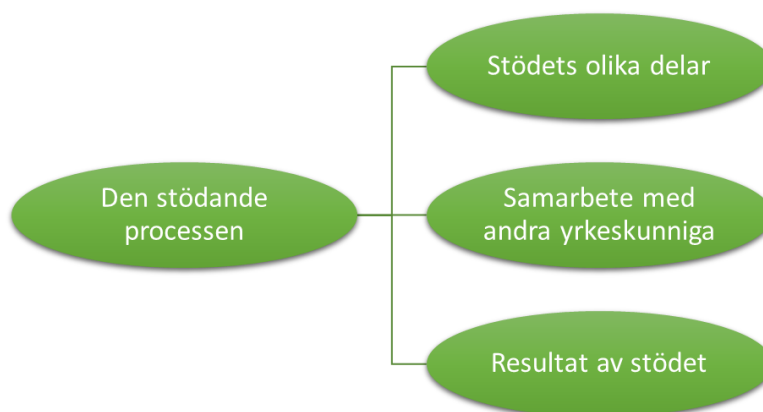 Stödets olika delar
Den stödande
processen
Samarbete med
andra yrkeskunniga
Resultat av stödet